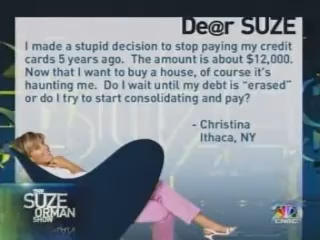 De@r SUZE
I made a stupid decision to stop paying my credit
cards 5 years ago. The amount is about $12,000.
Now that I want to buy a house, of course it's
haunting me. Do I wait until my debt is "erased"
or do I try to start consolidating and pay?
- Christina
Ithaca, NY
THE
SUZE
ORMAN
SHOW
CNBC